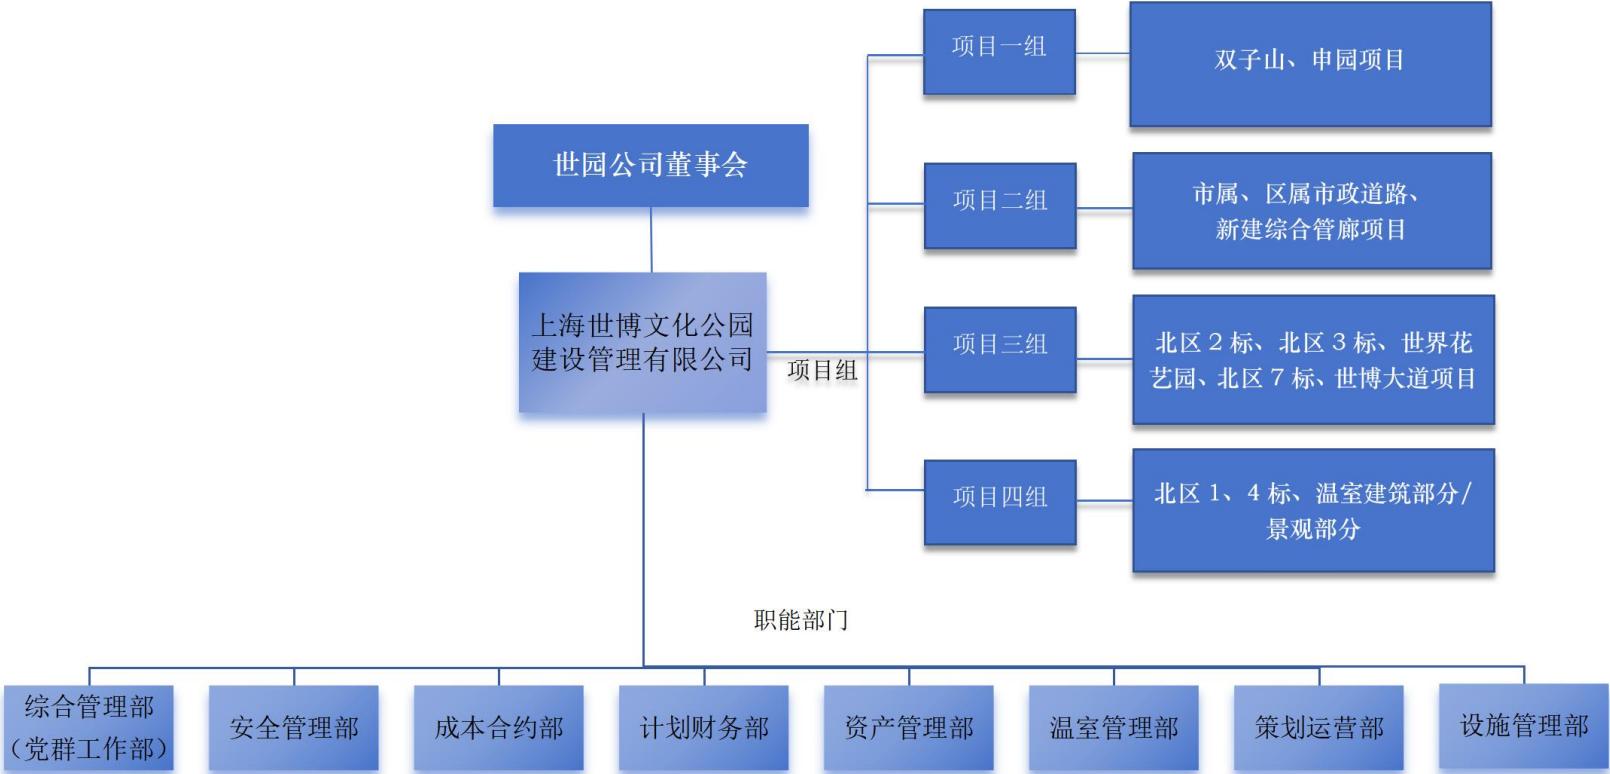 世园公司董事会
上海世博文化公园
建设管理有限公司
项目组
项目一组
双子山、申园项目
项目二组
市属、区属市政道路、
新建综合管廊项目
项目三组
北区 2 标、北区 3 标、世界花
艺园、北区 7 标、世博大道项目
项目四组
北区 1、4 标、温室建筑部分/
景观部分
职能部门
综合管理部
（党群工作部）
安全管理部
成本合约部
计划财务部
资产管理部
温室管理部
策划运营部
设施管理部